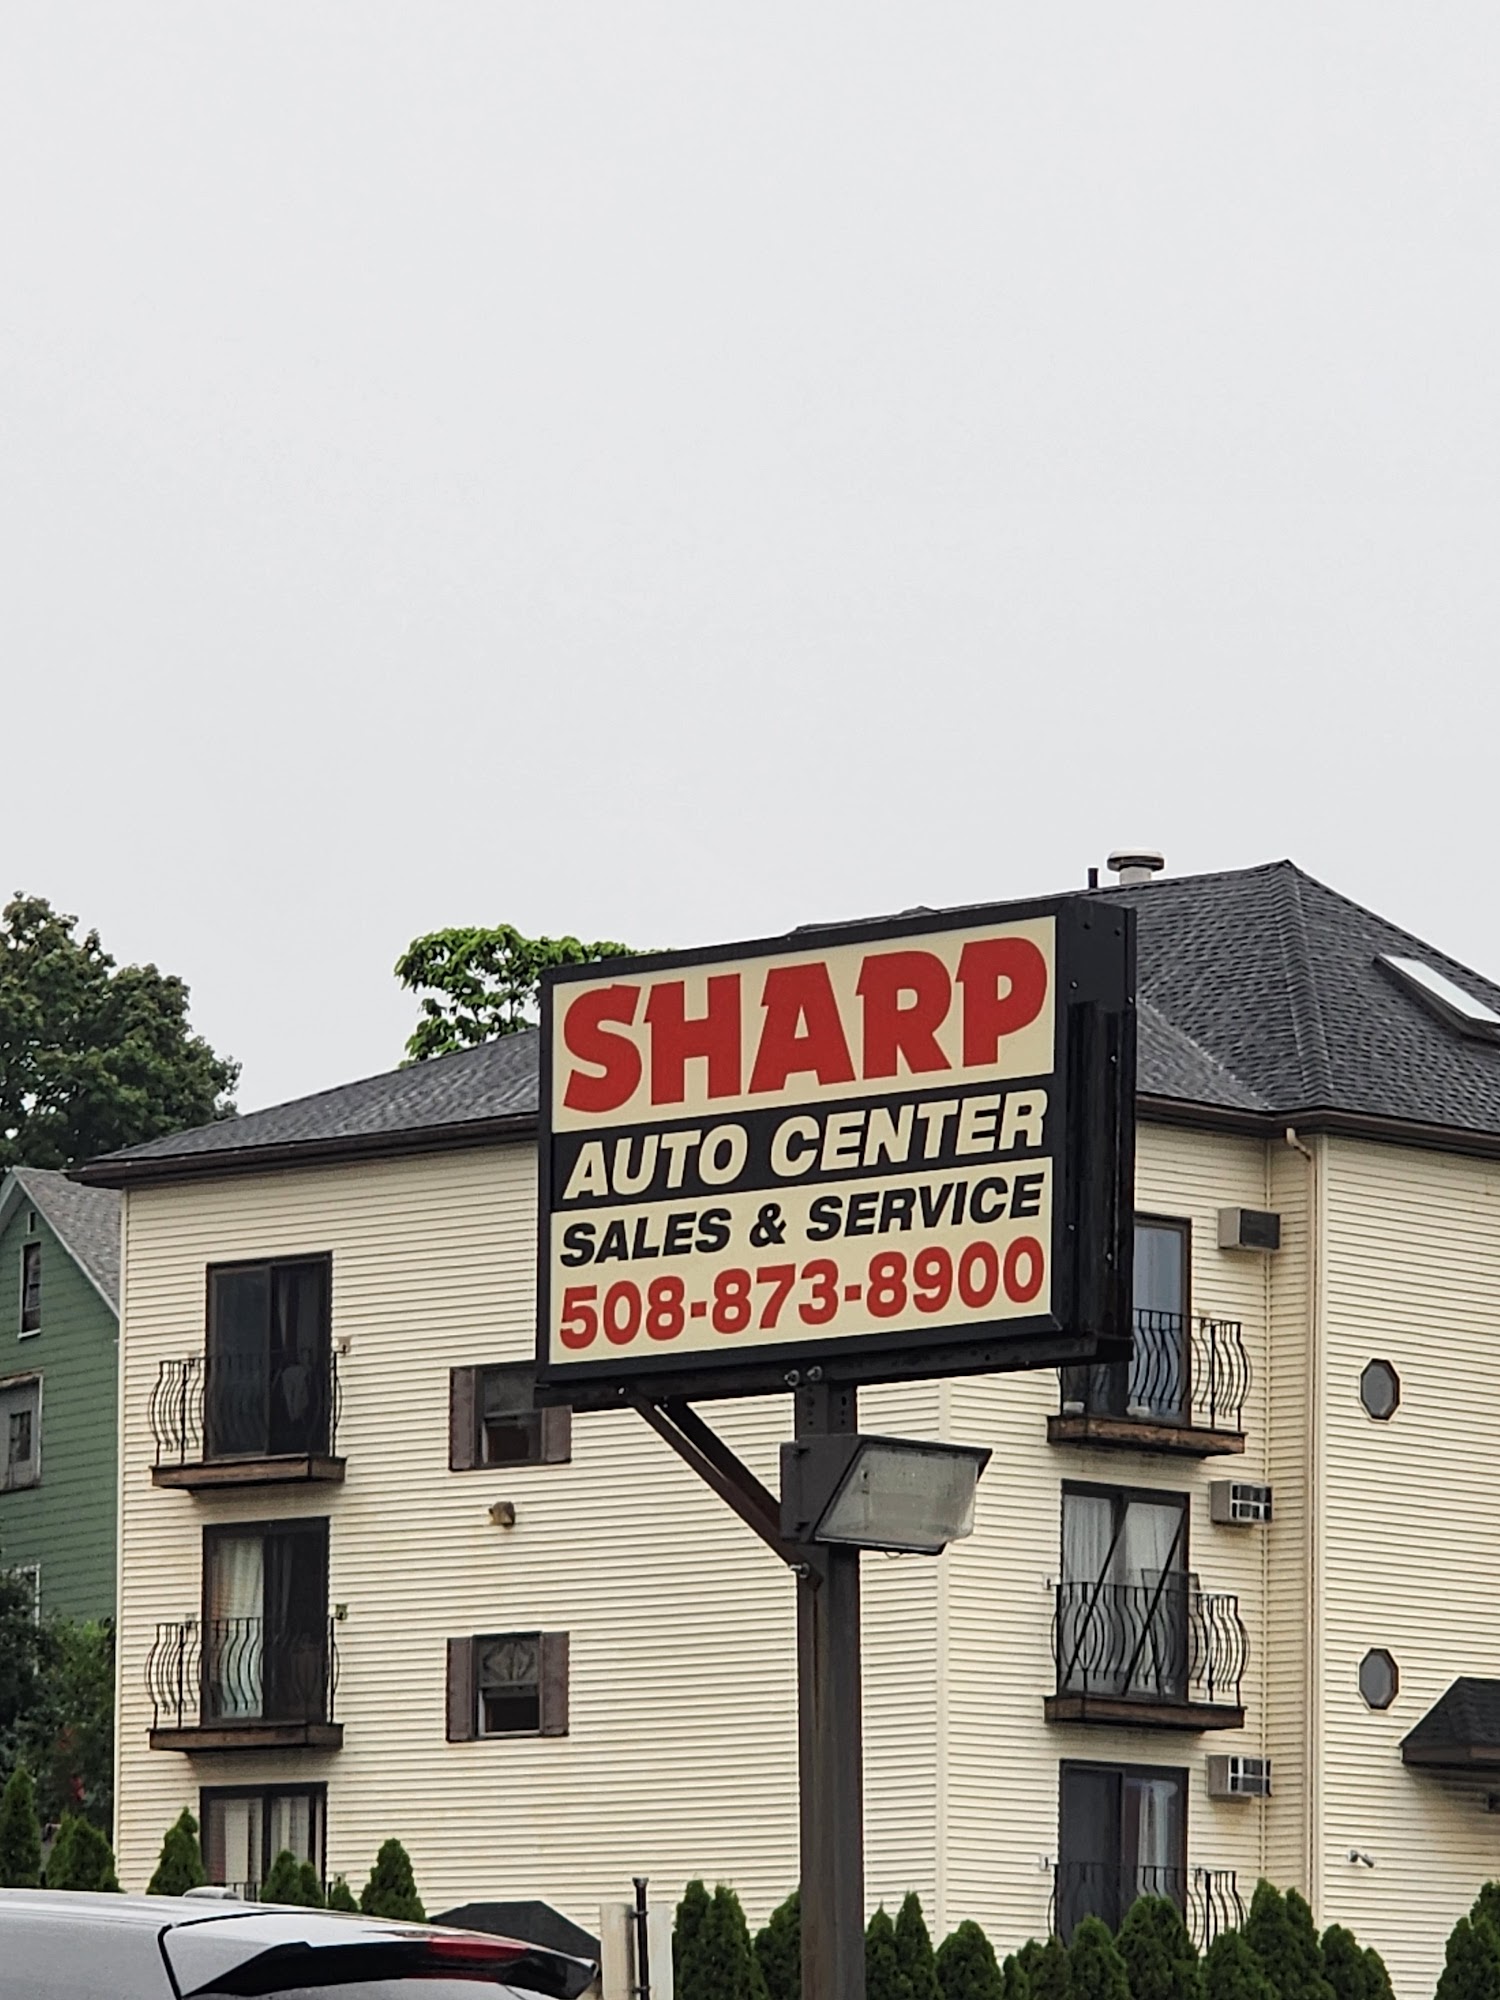 SHARP
AUTO CENTER
SALES & SERVICE
508-873-8900